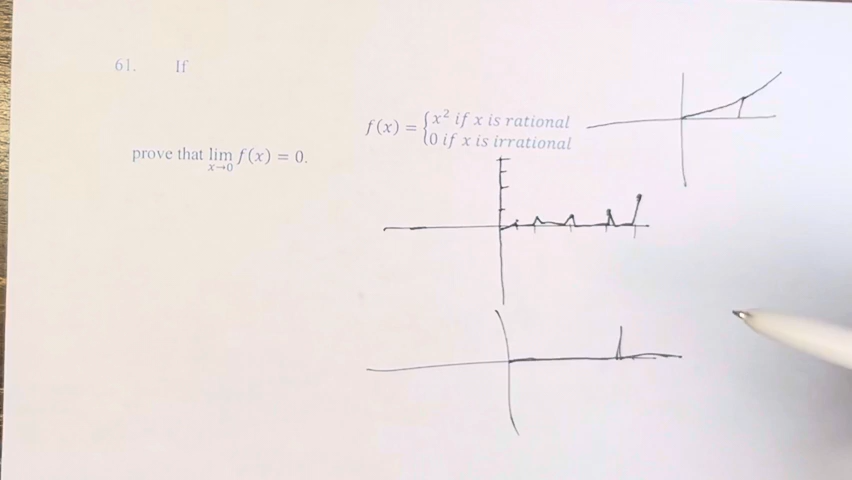 61. If
f(x) = {x² if x is rational
{0 if x is irrational
prove that lim f(x) = 0.
x→0